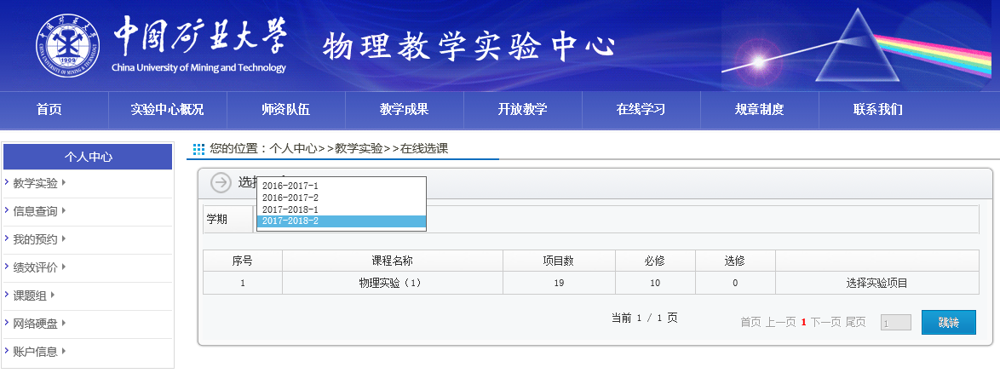 中国矿业大学
China University of Mining and Technology
物理教学实验中心
首页 实验中心概况 师资队伍 教学成果 开放教学 在线学习 规章制度 联系我们
个人中心
教学实验
信息查询
我的预约
绩效评价
课题组
网络硬盘
账户信息
您的位置：个人中心>>教学实验>>在线选课
2016-2017-1
2016-2017-2
2017-2018-1
2017-2018-2
学期
序号 课程名称 项目数 必修 选修
1 物理实验（1） 19 10 0 选择实验项目
当前 1 / 1 页 首页 上一页 1 下一页 尾页 1 跳转